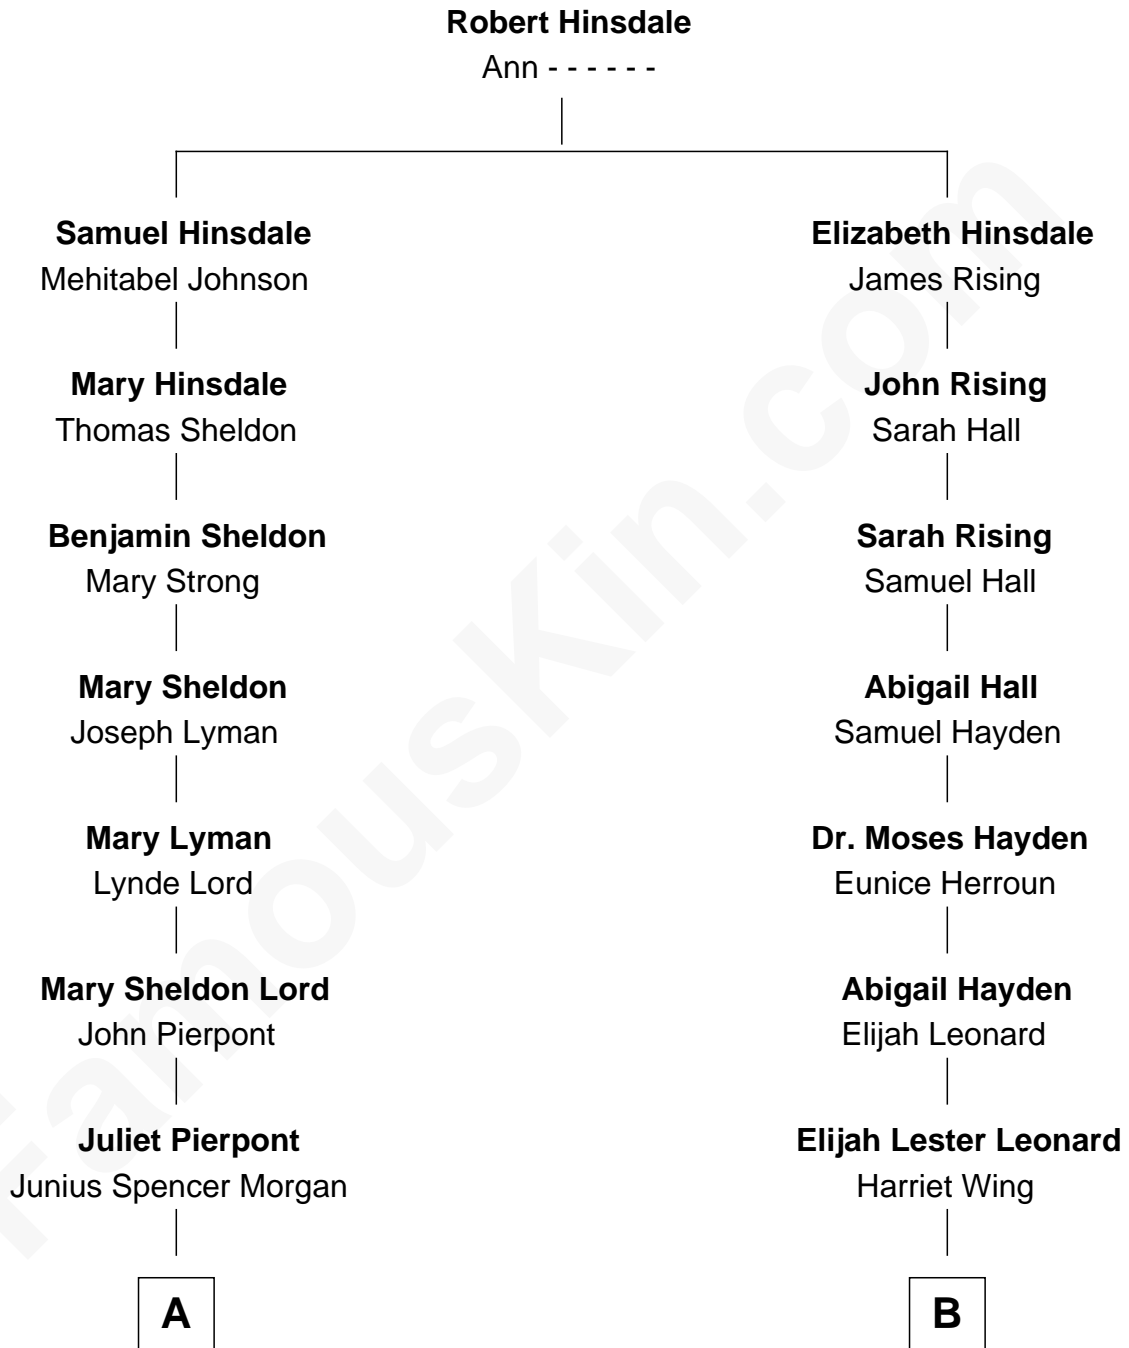 Robert Hinsdale
Ann - - - - - -
Samuel Hinsdale
Mehitabel Johnson
Elizabeth Hinsdale
James Rising
Mary Hinsdale
Thomas Sheldon
John Rising
Sarah Hall
Benjamin Sheldon
Mary Strong
Sarah Rising
Samuel Hall
Mary Sheldon
Joseph Lyman
Abigail Hall
Samuel Hayden
Mary Lyman
Lynde Lord
Dr. Moses Hayden
Eunice Herroun
Mary Sheldon Lord
John Pierpont
Abigail Hayden
Elijah Leonard
Juliet Pierpont
Junius Spencer Morgan
Elijah Lester Leonard
Harriet Wing
A
B
FamousKin.com